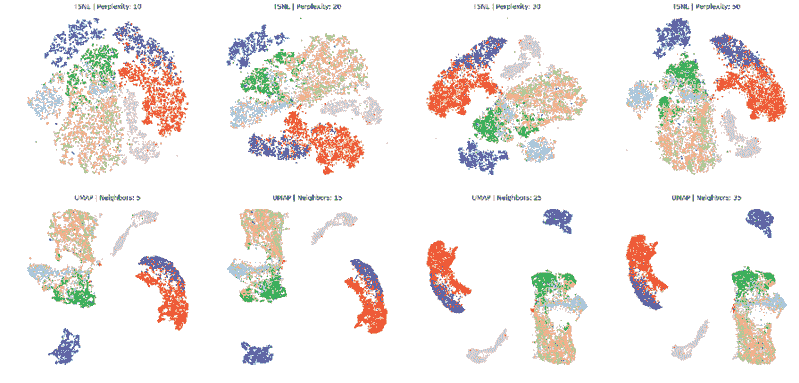 TSNE | Perplexity: 10
TSNE | Perplexity: 20
TSNE | Perplexity: 30
TSNE | Perplexity: 50
UMAP | Neighbors: 5
UMAP | Neighbors: 15
UMAP | Neighbors: 25
UMAP | Neighbors: 35